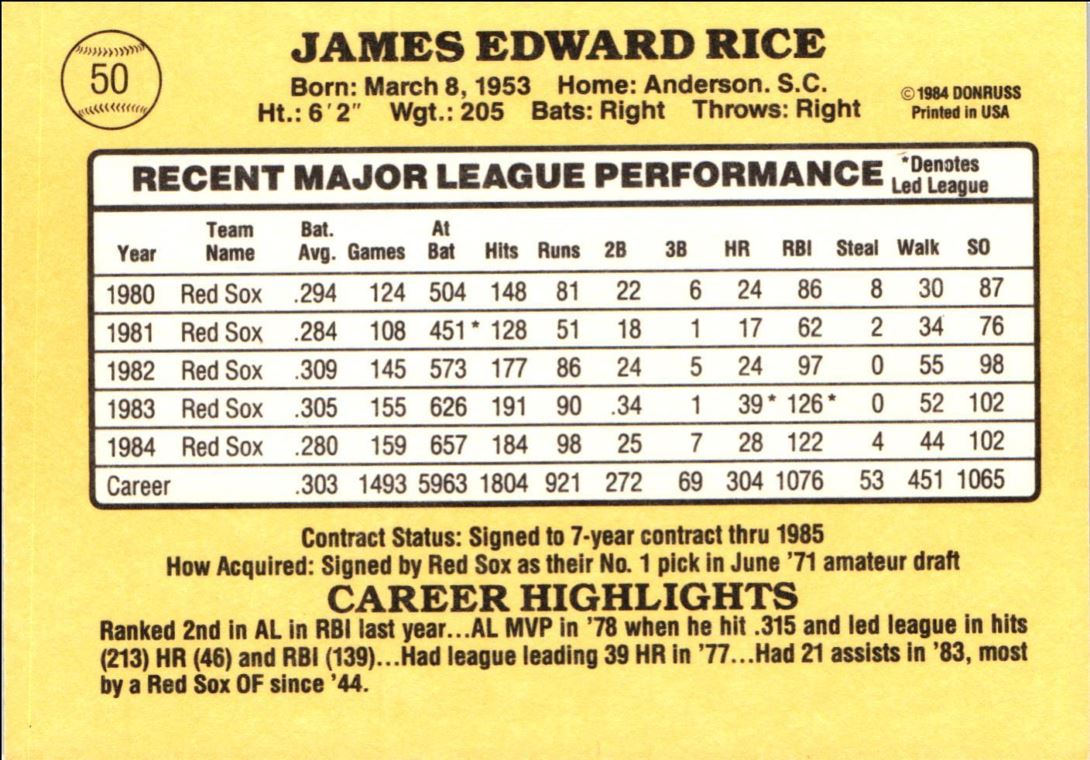 50
JAMES EDWARD RICE
Born: March 8, 1953 Home: Anderson. S.C.
Ht.: 6'2" Wgt.: 205 Bats: Right Throws: Right
©1984 DONRUSS
Printed in USA
RECENT MAJOR LEAGUE PERFORMANCE *Denotes Led League
Year Team Name Bat. Avg. Games At Bat Hits Runs 2B 3B HR RBI Steal Walk SO
1980 Red Sox .294 124 504 148 81 22 6 24 86 8 30 87
1981 Red Sox .284 108 451* 128 51 18 1 17 62 2 34 76
1982 Red Sox .309 145 573 177 86 24 5 24 97 0 55 98
1983 Red Sox .305 155 626 191 90 .34 1 39* 126* 0 52 102
1984 Red Sox .280 159 657 184 98 25 7 28 122 4 44 102
Career .303 1493 5963 1804 921 272 69 304 1076 53 451 1065
Contract Status: Signed to 7-year contract thru 1985
How Acquired: Signed by Red Sox as their No. 1 pick in June '71 amateur draft
CAREER HIGHLIGHTS
Ranked 2nd in AL in RBI last year...AL MVP in '78 when he hit .315 and led league in hits
(213) HR (46) and RBI (139)...Had league leading 39 HR in '77...Had 21 assists in '83, most
by a Red Sox OF since '44.